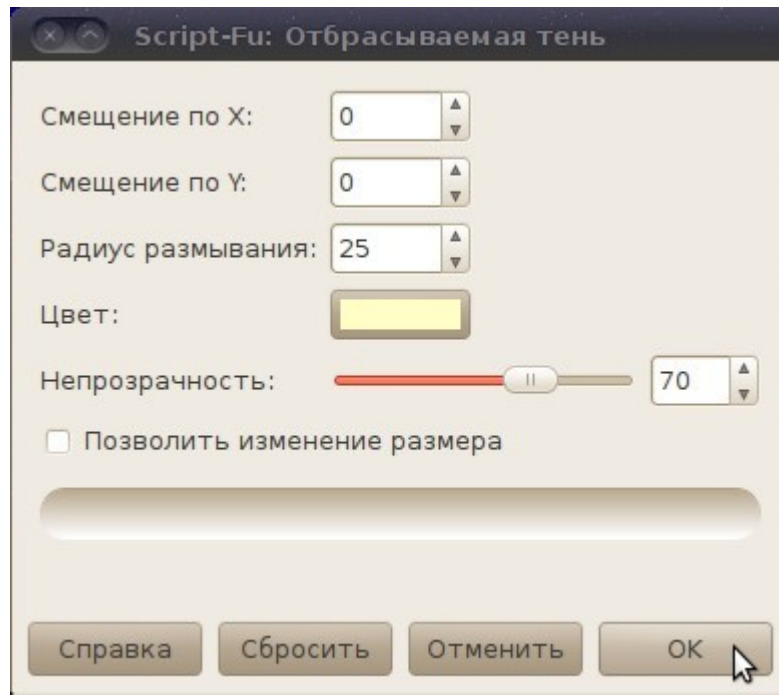 Script-Fu: Отбрасываемая тень
Смещение по X: 0
Смещение по Y: 0
Радиус размывания: 25
Цвет:
Непрозрачность: 70
Позволить изменение размера
Справка Сбросить Отменить OK